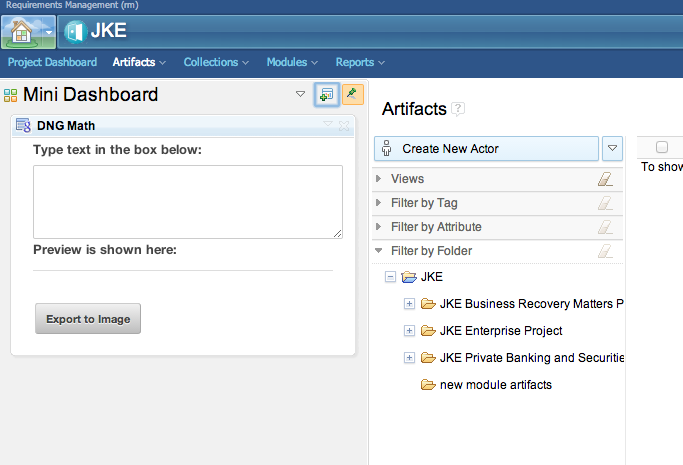 Requirements Management (rm)
JKE
Project Dashboard Artifacts Collections Modules Reports
Mini Dashboard
DNG Math
Type text in the box below:
Preview is shown here:
Export to Image
Artifacts ?
Create New Actor
Views
Filter by Tag
Filter by Attribute
Filter by Folder
JKE
JKE Business Recovery Matters P
JKE Enterprise Project
JKE Private Banking and Securitie
new module artifacts
To show